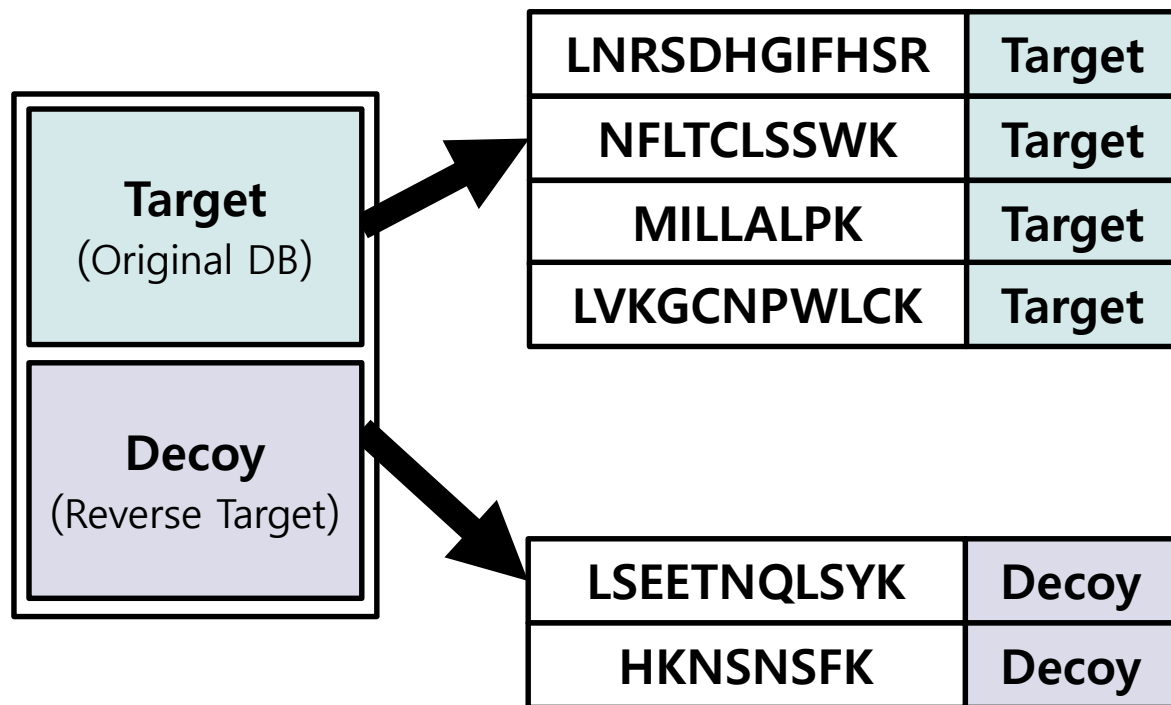 Target
(Original DB)
Decoy
(Reverse Target)
LNRSDHGIFHSR Target
NFLTCLSSWK Target
MILLALPK Target
LVKGCNPWLCK Target
LSEETNQLSYK Decoy
HKNSNSFK Decoy